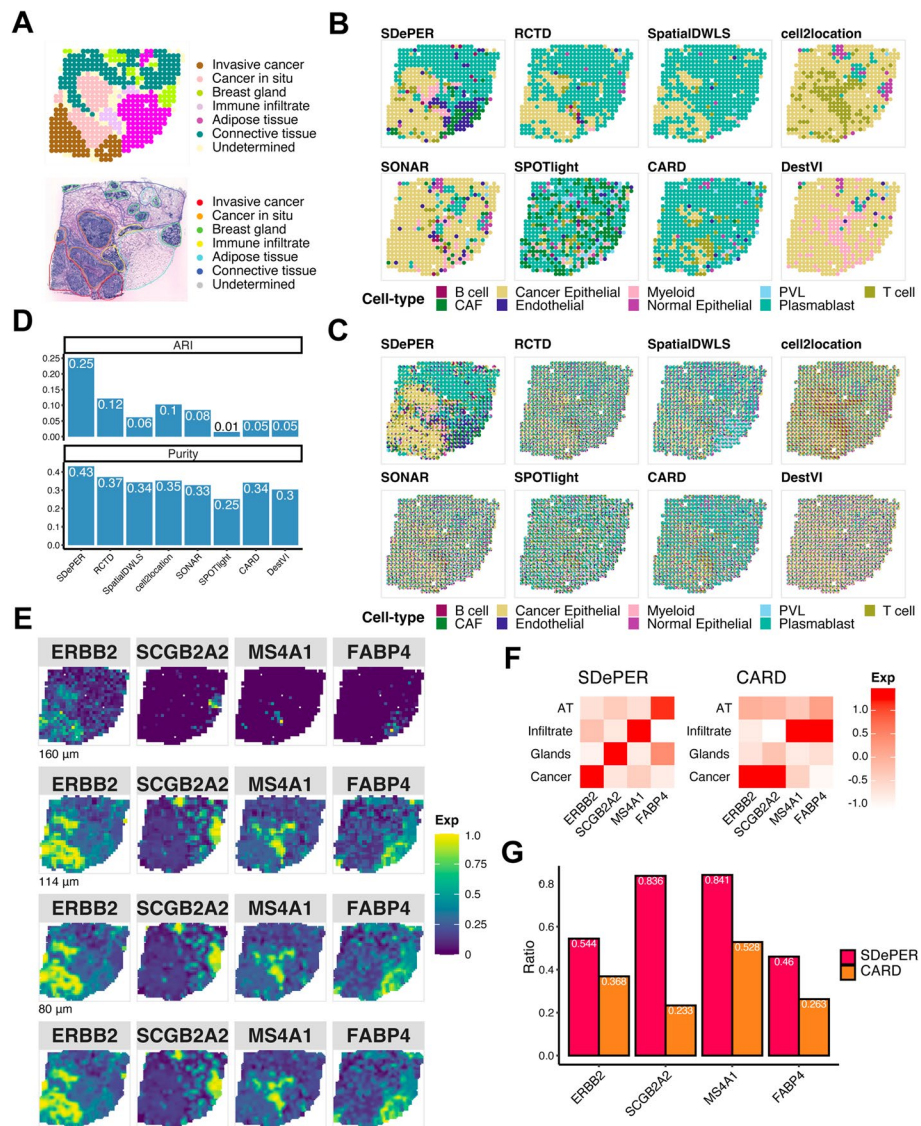 A
Invasive cancer
Cancer in situ
Breast gland
Immune infiltrate
Adipose tissue
Connective tissue
Undetermined
Invasive cancer
Cancer in situ
Breast gland
Immune infiltrate
Adipose tissue
Connective tissue
Undetermined
B
SDePER RCTD SpatialDWLS cell2location
SONAR SPOTlight CARD DestVI
Cell-type B cell Cancer Epithelial Myeloid PVL T cell
CAF Endothelial Normal Epithelial Plasmablast
C
SDePER RCTD SpatialDWLS cell2location
SONAR SPOTlight CARD DestVI
Cell-type B cell Cancer Epithelial Myeloid PVL T cell
CAF Endothelial Normal Epithelial Plasmablast
D
ARI
0.25
0.20
0.15
0.10
0.05
0.00
0.25 0.12 0.06 0.1 0.08 0.01 0.05 0.05
Purity
0.4
0.3
0.2
0.1
0.0
0.43 0.37 0.34 0.35 0.33 0.25 0.34 0.3
SDePER RCTD SpatialDWLS cell2location SONAR SPOTlight CARD DestVI
E
ERBB2 SCGB2A2 MS4A1 FABP4
160 µm
ERBB2 SCGB2A2 MS4A1 FABP4
114 µm
ERBB2 SCGB2A2 MS4A1 FABP4
80 µm
ERBB2 SCGB2A2 MS4A1 FABP4
Exp
1.0
0.75
0.50
0.25
0
F
SDePER CARD
AT
Infiltrate
Glands
Cancer
ERBB2 SCGB2A2 MS4A1 FABP4
AT
Infiltrate
Glands
Cancer
ERBB2 SCGB2A2 MS4A1 FABP4
Exp
1.0
0.5
0.0
-0.5
-1.0
G
Ratio
0.8
0.6
0.4
0.2
0.0
0.544 0.368 0.836 0.233 0.841 0.528 0.46 0.263
ERBB2 SCGB2A2 MS4A1 FABP4
SDePER
CARD